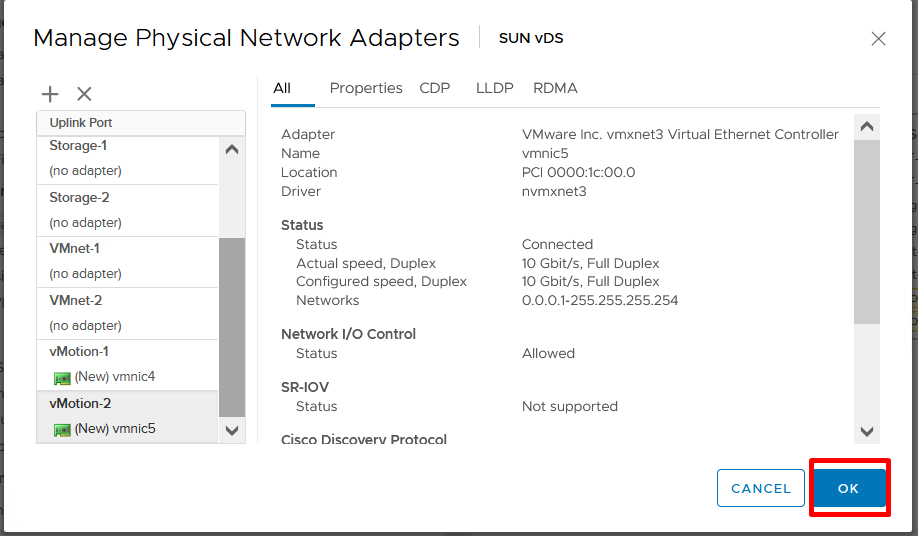 Manage Physical Network Adapters SUN vDS
All Properties CDP LLDP RDMA
Uplink Port
Storage-1
(no adapter)
Storage-2
(no adapter)
VMnet-1
(no adapter)
VMnet-2
(no adapter)
vMotion-1
(New) vmnic4
vMotion-2
(New) vmnic5
Adapter VMware Inc. vmxnet3 Virtual Ethernet Controller
Name vmnic5
Location PCI 0000:1c:00.0
Driver nvmxnet3
Status
Status Connected
Actual speed, Duplex 10 Gbit/s, Full Duplex
Configured speed, Duplex 10 Gbit/s, Full Duplex
Networks 0.0.0.1-255.255.255.254
Network I/O Control
Status Allowed
SR-IOV
Status Not supported
Cisco Discovery Protocol
CANCEL OK